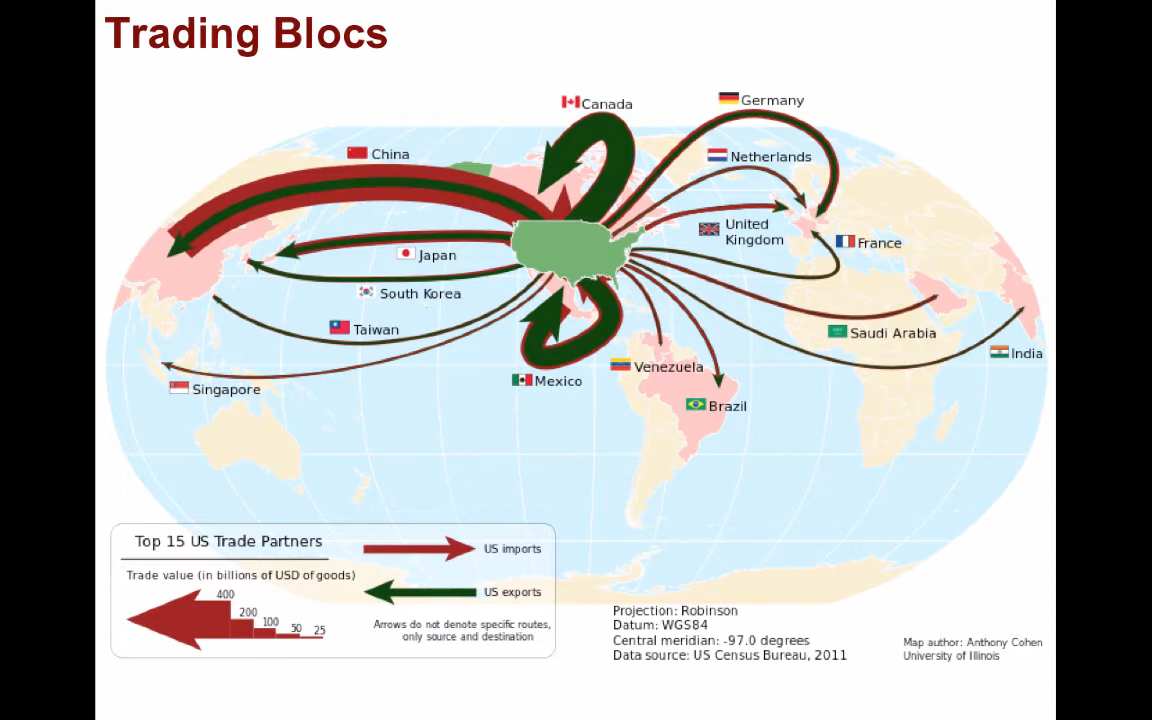 Trading Blocs
Canada
Germany
China
Netherlands
United
Kingdom
France
Japan
South Korea
Taiwan
Saudi Arabia
India
Venezuela
Mexico
Singapore
Brazil
Top 15 US Trade Partners
US imports
Trade value (in billions of USD of goods)
US exports
400
200
100
50
25
Arrows do not denote specific routes,
only source and destination
Projection: Robinson
Datum: WGS84
Central meridian: -97.0 degrees
Data source: US Census Bureau, 2011
Map author: Anthony Cohen
University of Illinois